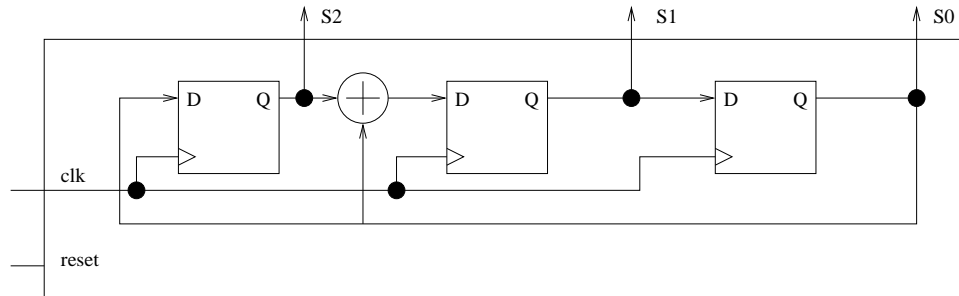 S2 S1 S0
D Q D Q D Q
clk
reset